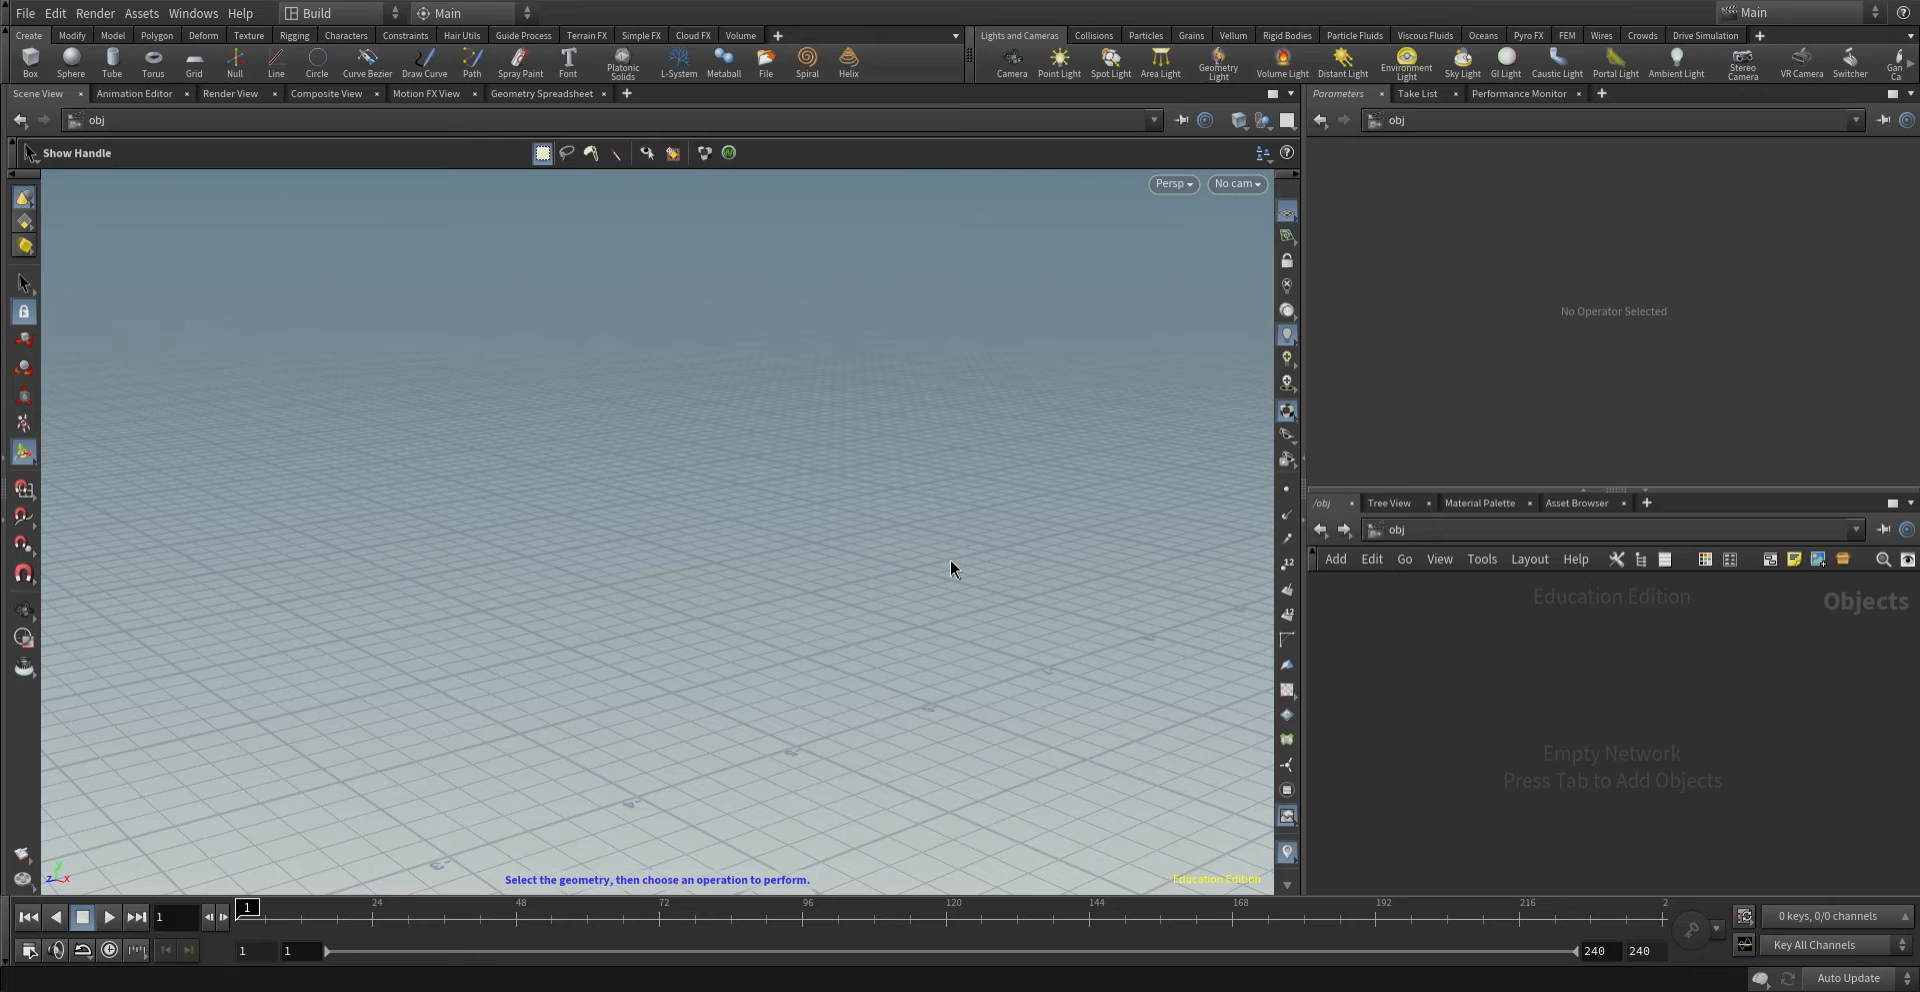 File Edit Render Assets Windows Help Build Main Main
Create Modify Model Polygon Deform Texture Rigging Characters Constraints Hair Utils Guide Process Terrain FX Simple FX Cloud FX Volume
Lights and Cameras Collisions Particles Grains Vellum Rigid Bodies Particle Fluids Viscous Fluids Oceans Pyro FX FEM Wires Crowds Drive Simulation
Box Sphere Tube Torus Grid Null Line Circle Curve Bezier Draw Curve Path Spray Paint Font Platonic Solids L-System Metaball File Spiral Helix
Camera Point Light Spot Light Area Light Geometry Light Volume Light Distant Light Environment Light Sky Light GI Light Caustic Light Portal Light Ambient Light Stereo Camera VR Camera Switcher Gan Ca
Scene View Animation Editor Render View Composite View Motion FX View Geometry Spreadsheet
Parameters Take List Performance Monitor
obj
obj
Show Handle
Persp No cam
No Operator Selected
/obj Tree View Material Palette Asset Browser
obj
Add Edit Go View Tools Layout Help
Education Edition
Objects
Empty Network
Press Tab to Add Objects
12
12
y
z x
Select the geometry, then choose an operation to perform.
Education Edition
1 1 24 48 72 96 120 144 168 192 216 2
0 keys, 0/0 channels
1 1 240 240
Key All Channels
Auto Update